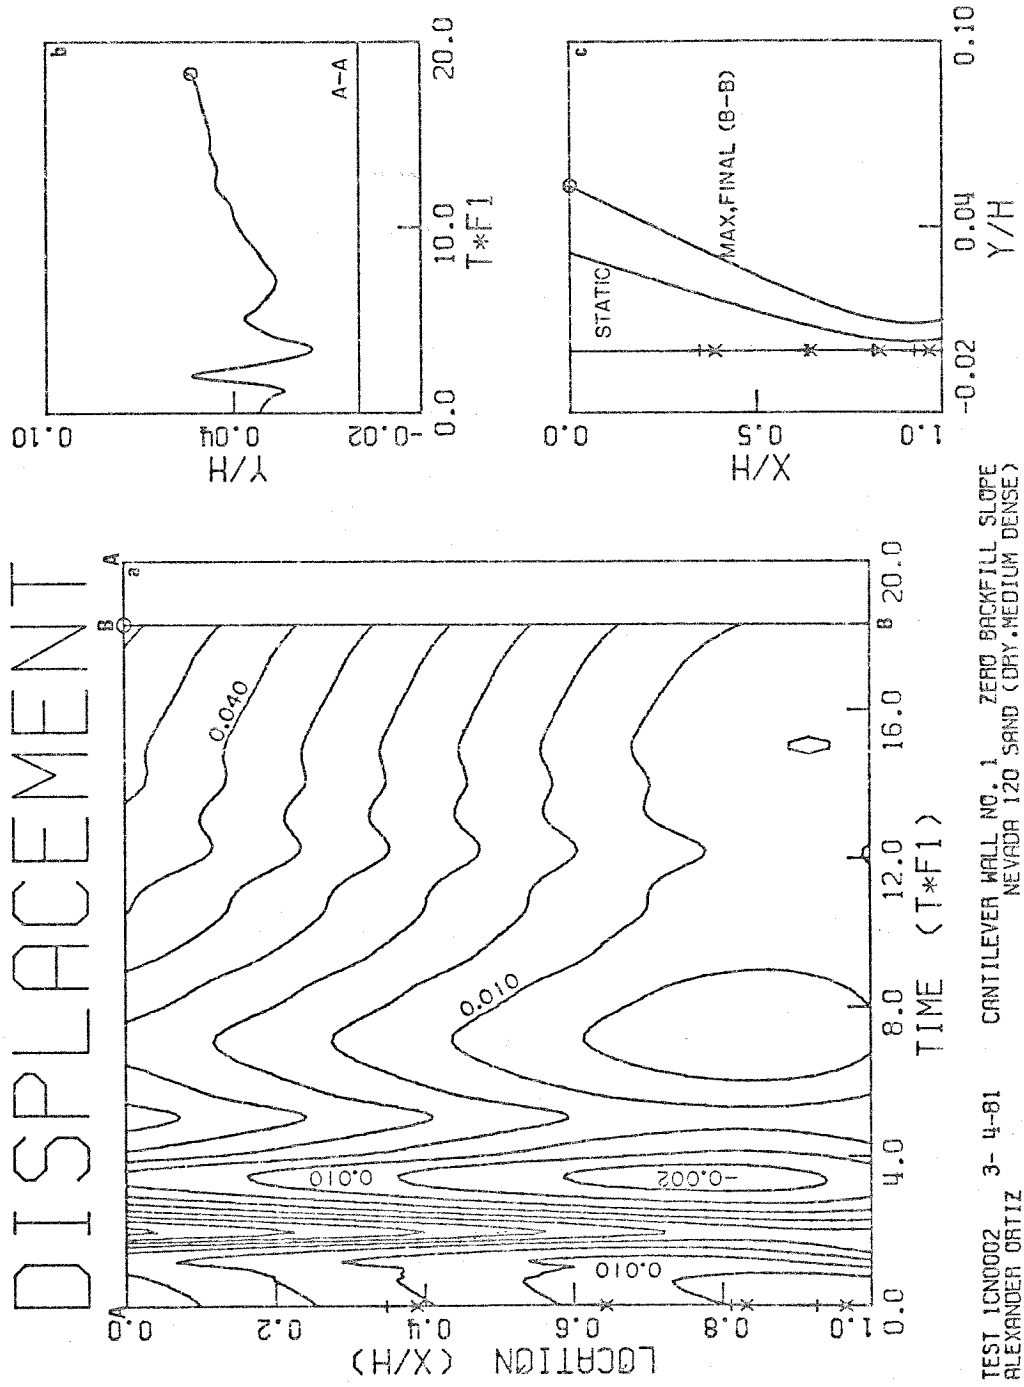 DISPLACEMENT
A
B
A
a
0.0
0.2
0.4
0.6
0.8
1.0
LOCATION (X/H)
0.040
0.010
0.010
-0.002
0.010
B
0.0
4.0
8.0
12.0
16.0
20.0
TIME (T*F1)
b
0.10
0.04
-0.02
Y/H
A-A
0.0
10.0
20.0
T*F1
c
0.0
0.5
1.0
X/H
STATIC
MAX,FINAL (B-B)
-0.02
0.04
0.10
Y/H
TEST 1CN0002 3- 4-81 CANTILEVER WALL NO. 1 ZERO BACKFILL SLOPE
ALEXANDER ORTIZ NEVADA 120 SAND (DRY,MEDIUM DENSE)